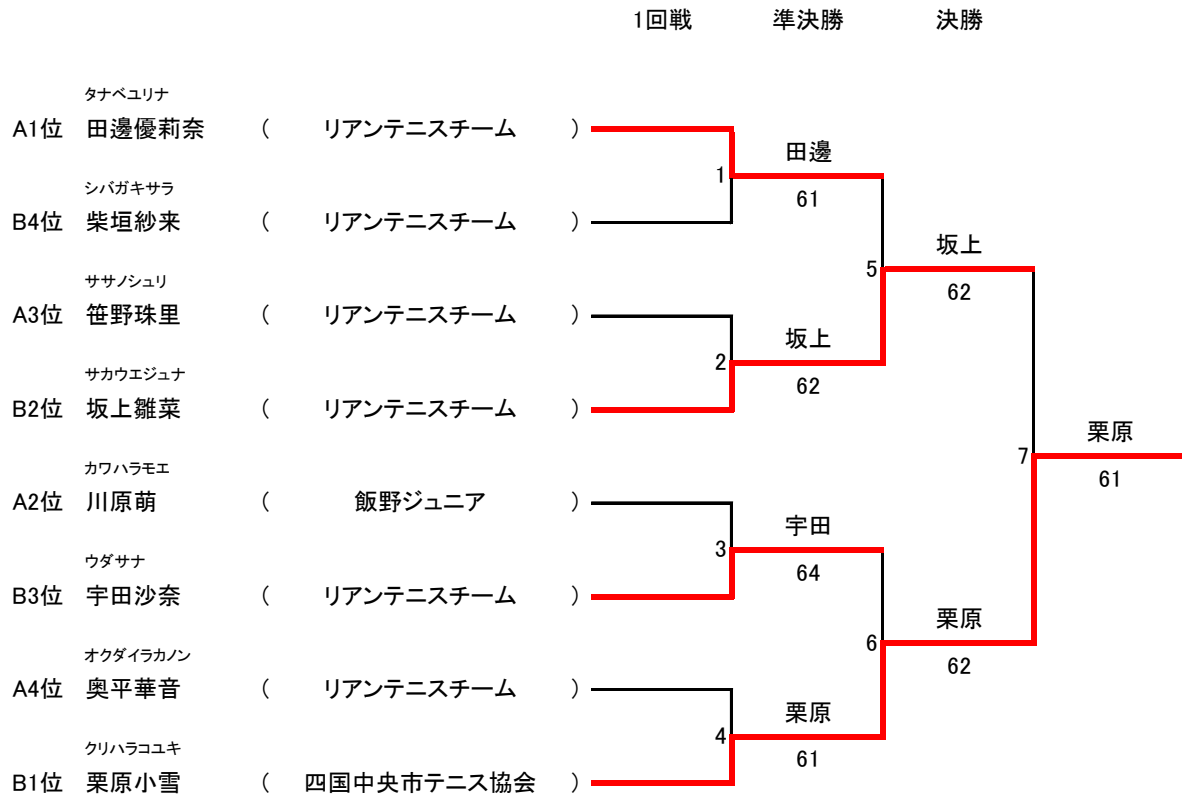 1回戦 準決勝 決勝
タナベユリナ
A1位 田邊優莉奈 ( リアンテニスチーム )
田邊
1
61
シバガキサラ
B4位 柴垣紗来 ( リアンテニスチーム )
坂上
5
62
ササノシュリ
A3位 笹野珠里 ( リアンテニスチーム )
坂上
2
62
サカウエジュナ
B2位 坂上雛菜 ( リアンテニスチーム )
栗原
7
61
カワハラモエ
A2位 川原萌 ( 飯野ジュニア )
宇田
3
64
ウダサナ
B3位 宇田沙奈 ( リアンテニスチーム )
栗原
6
62
オクダイラカノン
A4位 奥平華音 ( リアンテニスチーム )
栗原
4
61
クリハラコユキ
B1位 栗原小雪 ( 四国中央市テニス協会 )